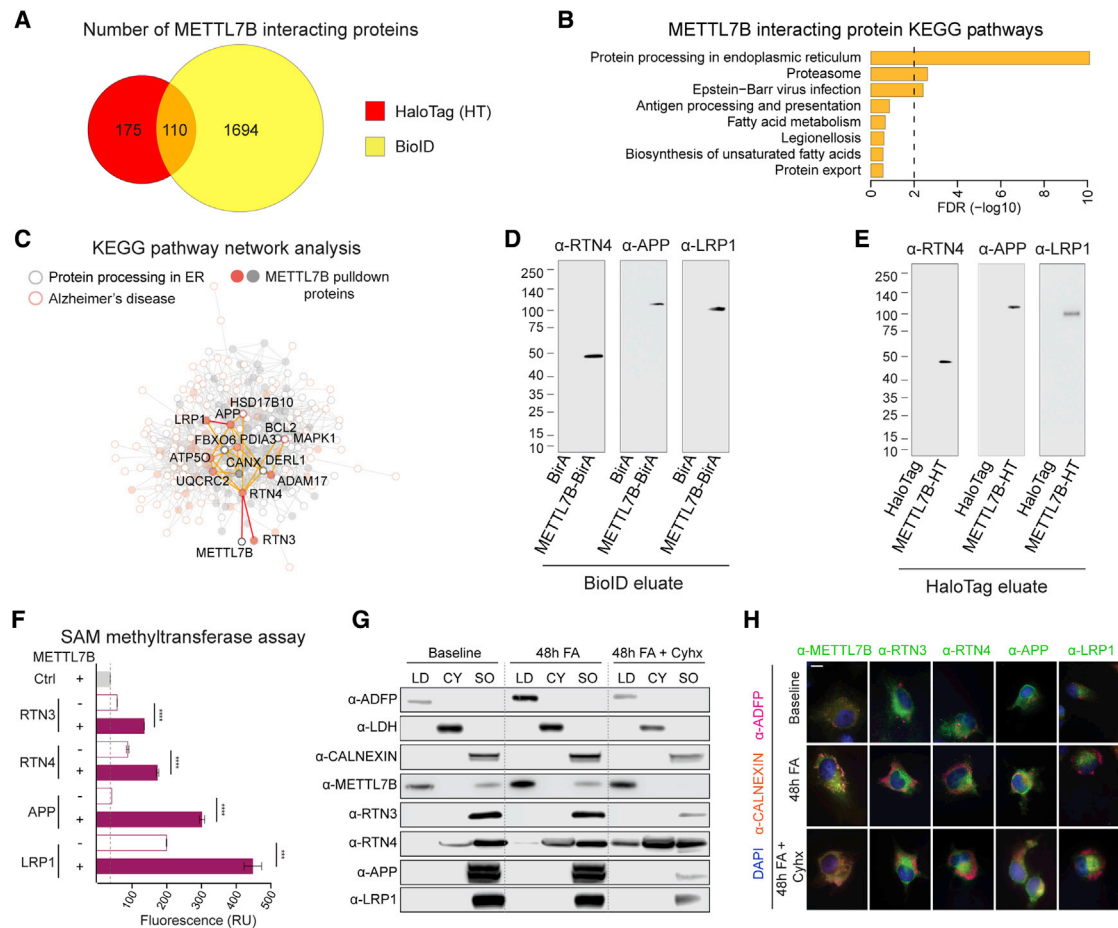 A
Number of METTL7B interacting proteins
175
110
1694
HaloTag (HT)
BioID
B
METTL7B interacting protein KEGG pathways
Protein processing in endoplasmic reticulum
Proteasome
Epstein−Barr virus infection
Antigen processing and presentation
Fatty acid metabolism
Legionellosis
Biosynthesis of unsaturated fatty acids
Protein export
0 2 4 6 8 10
FDR (−log10)
C
KEGG pathway network analysis
Protein processing in ER
Alzheimer's disease
METTL7B pulldown
proteins
HSD17B10
LRP1
APP
BCL2
FBXO6
PDIA3
MAPK1
ATP5O
CANX
DERL1
UQCRC2
ADAM17
RTN4
METTL7B
RTN3
D
α-RTN4 α-APP α-LRP1
250
140
100
75
50
40
30
25
20
15
10
BirA
METTL7B-BirA
BirA
METTL7B-BirA
BirA
METTL7B-BirA
BioID eluate
E
α-RTN4 α-APP α-LRP1
250
140
100
75
50
40
30
25
20
15
10
HaloTag
METTL7B-HT
HaloTag
METTL7B-HT
HaloTag
METTL7B-HT
HaloTag eluate
F
SAM methyltransferase assay
METTL7B
Ctrl +
RTN3
-
+
****
RTN4
-
+
****
APP
-
+
****
LRP1
-
+
***
100 200 300 400 500
Fluorescence (RU)
G
Baseline 48h FA 48h FA + Cyhx
LD CY SO LD CY SO LD CY SO
α-ADFP
α-LDH
α-CALNEXIN
α-METTL7B
α-RTN3
α-RTN4
α-APP
α-LRP1
H
α-METTL7B α-RTN3 α-RTN4 α-APP α-LRP1
DAPI α-CALNEXIN α-ADFP
Baseline
48h FA
48h FA +
Cyhx